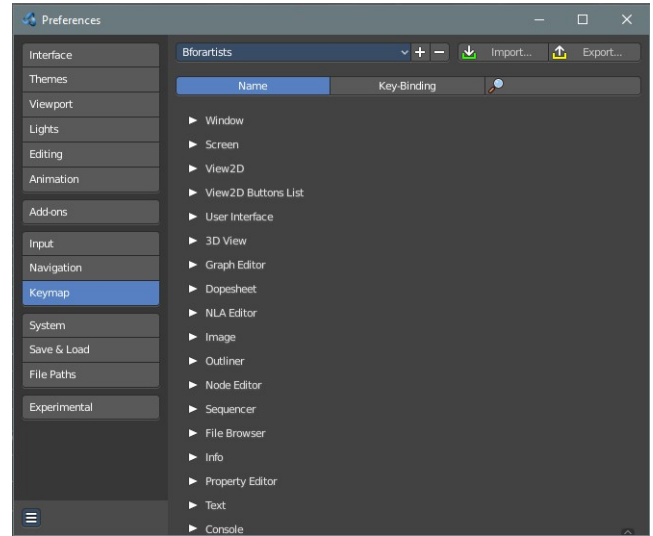 Preferences
Interface
Themes
Viewport
Lights
Editing
Animation
Add-ons
Input
Navigation
Keymap
System
Save & Load
File Paths
Experimental
Bforartists
Import...
Export...
Name
Key-Binding
Window
Screen
View2D
View2D Buttons List
User Interface
3D View
Graph Editor
Dopesheet
NLA Editor
Image
Outliner
Node Editor
Sequencer
File Browser
Info
Property Editor
Text
Console